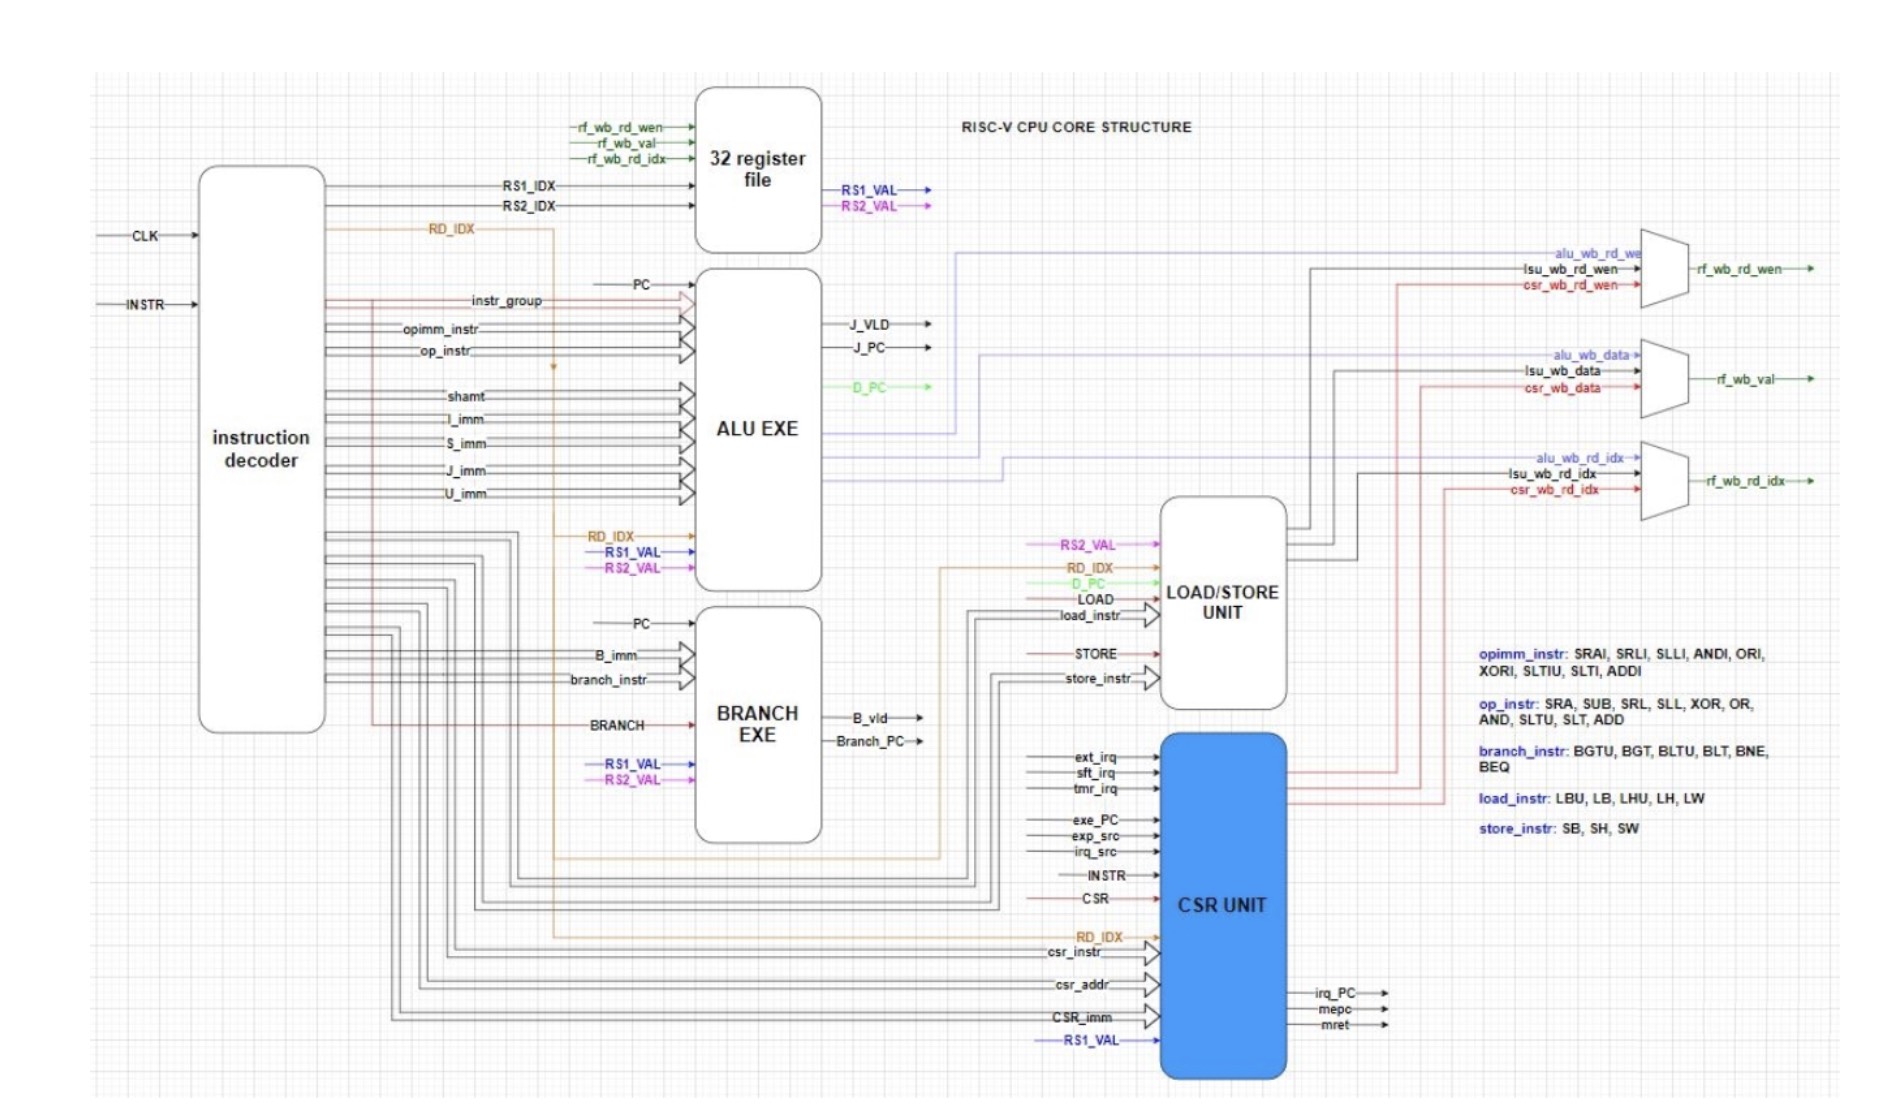 RISC-V CPU CORE STRUCTURE
rf_wb_rd_wen
rf_wb_val
rf_wb_rd_idx
32 register
file
RS1_IDX
RS2_IDX
RS1_VAL
RS2_VAL
RD_IDX
CLK
INSTR
instruction
decoder
PC
instr_group
opimm_instr
op_instr
shamt
I_imm
S_imm
J_imm
U_imm
RD_IDX
RS1_VAL
RS2_VAL
ALU EXE
J_VLD
J_PC
D_PC
PC
B_imm
branch_instr
BRANCH
RS1_VAL
RS2_VAL
BRANCH
EXE
B_vld
Branch_PC
RS2_VAL
RD_IDX
D_PC
LOAD
load_instr
STORE
store_instr
LOAD/STORE
UNIT
ext_irq
sft_irq
tmr_irq
exe_PC
exp_src
irq_src
INSTR
CSR
RD_IDX
csr_instr
csr_addr
CSR_imm
RS1_VAL
CSR UNIT
irq_PC
mepc
mret
alu_wb_rd_we
lsu_wb_rd_wen
csr_wb_rd_wen
rf_wb_rd_wen
alu_wb_data
lsu_wb_data
csr_wb_data
rf_wb_val
alu_wb_rd_idx
lsu_wb_rd_idx
csr_wb_rd_idx
rf_wb_rd_idx
opimm_instr: SRAI, SRLI, SLLI, ANDI, ORI,
XORI, SLTIU, SLTI, ADDI
op_instr: SRA, SUB, SRL, SLL, XOR, OR,
AND, SLTU, SLT, ADD
branch_instr: BGTU, BGT, BLTU, BLT, BNE,
BEQ
load_instr: LBU, LB, LHU, LH, LW
store_instr: SB, SH, SW